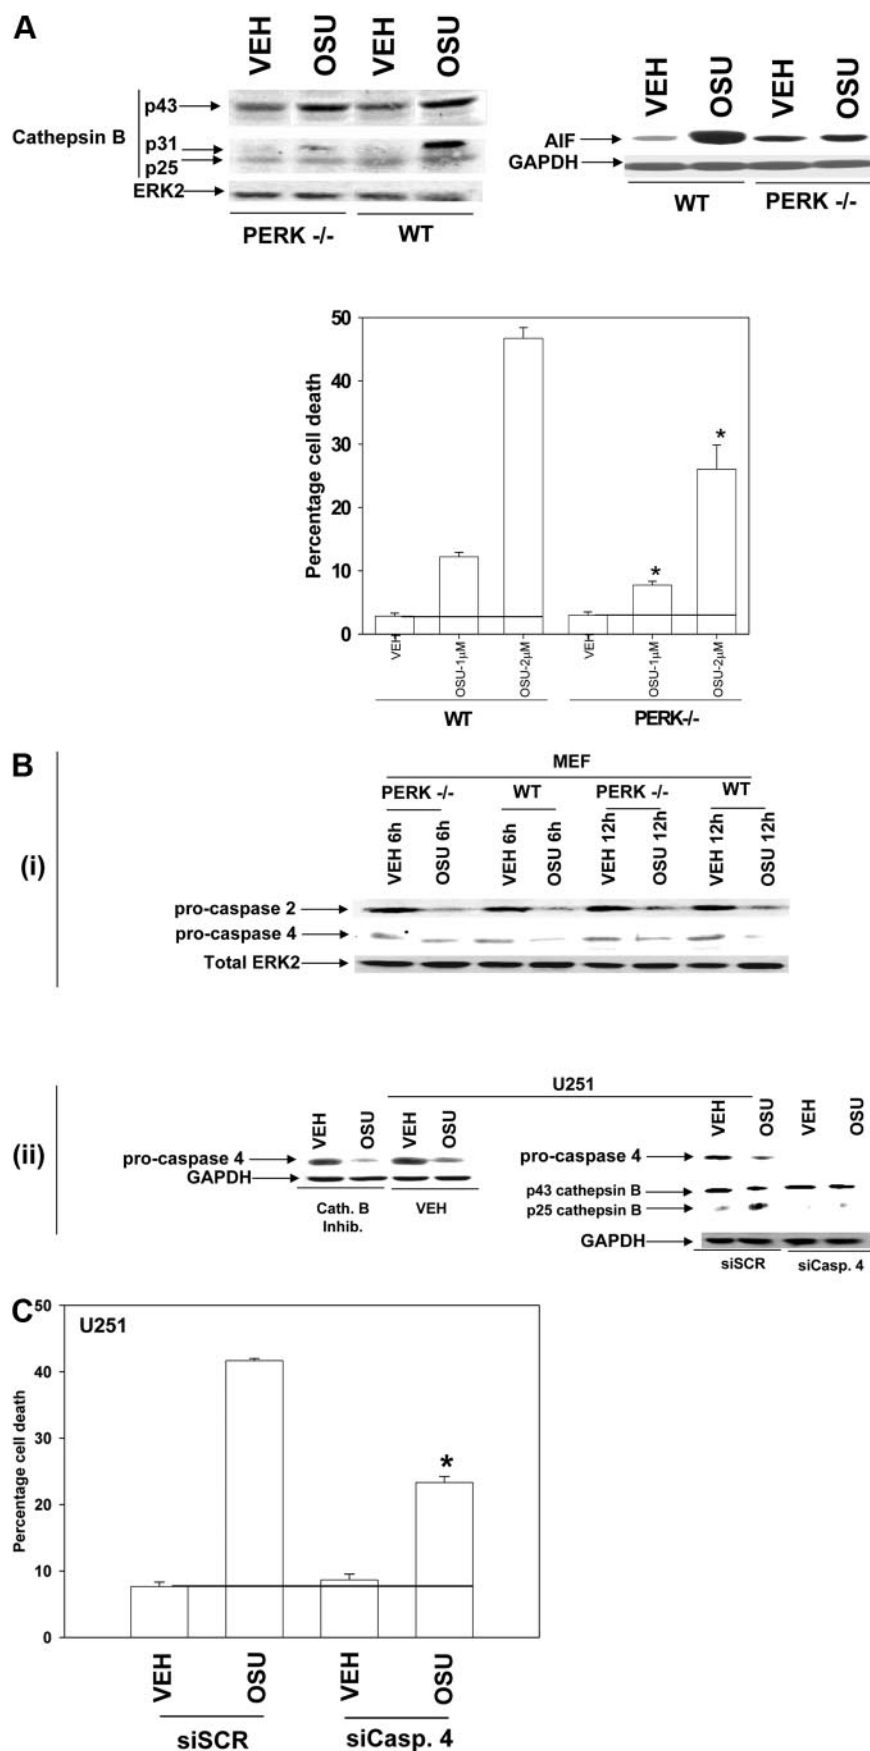 A
VEH OSU VEH OSU
Cathepsin B
p43
p31
p25
ERK2
PERK -/- WT
VEH OSU VEH OSU
AIF
GAPDH
WT PERK -/-
Percentage cell death
50
40
30
20
10
0
* *
VEH OSU-1µM OSU-2µM VEH OSU-1µM OSU-2µM
WT PERK-/-
B
(i)
MEF
PERK -/- WT PERK -/- WT
VEH 6h OSU 6h VEH 6h OSU 6h VEH 12h OSU 12h VEH 12h OSU 12h
pro-caspase 2
pro-caspase 4
Total ERK2
(ii)
U251
VEH OSU VEH OSU
pro-caspase 4
GAPDH
Cath. B
Inhib.
VEH
VEH OSU VEH OSU
pro-caspase 4
p43 cathepsin B
p25 cathepsin B
GAPDH
siSCR siCasp. 4
C
U251
Percentage cell death
50
40
30
20
10
0
*
VEH OSU VEH OSU
siSCR siCasp. 4